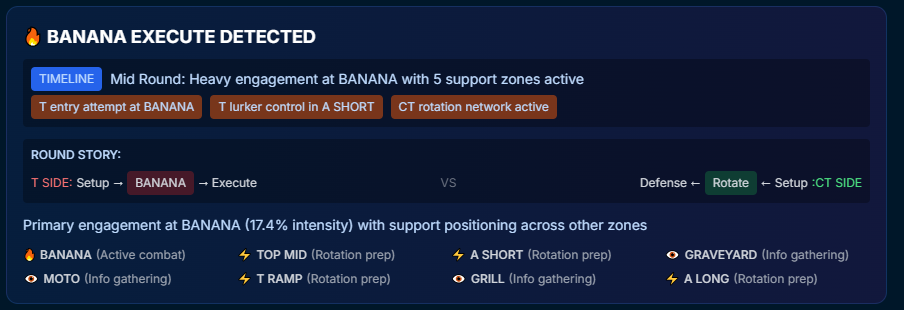 🔥 BANANA EXECUTE DETECTED
TIMELINE Mid Round: Heavy engagement at BANANA with 5 support zones active
T entry attempt at BANANA T lurker control in A SHORT CT rotation network active
ROUND STORY:
T SIDE: Setup → BANANA → Execute VS Defense ← Rotate ← Setup :CT SIDE
Primary engagement at BANANA (17.4% intensity) with support positioning across other zones
🔥 BANANA (Active combat) ⚡ TOP MID (Rotation prep) ⚡ A SHORT (Rotation prep) 👁 GRAVEYARD (Info gathering)
👁 MOTO (Info gathering) ⚡ T RAMP (Rotation prep) 👁 GRILL (Info gathering) ⚡ A LONG (Rotation prep)